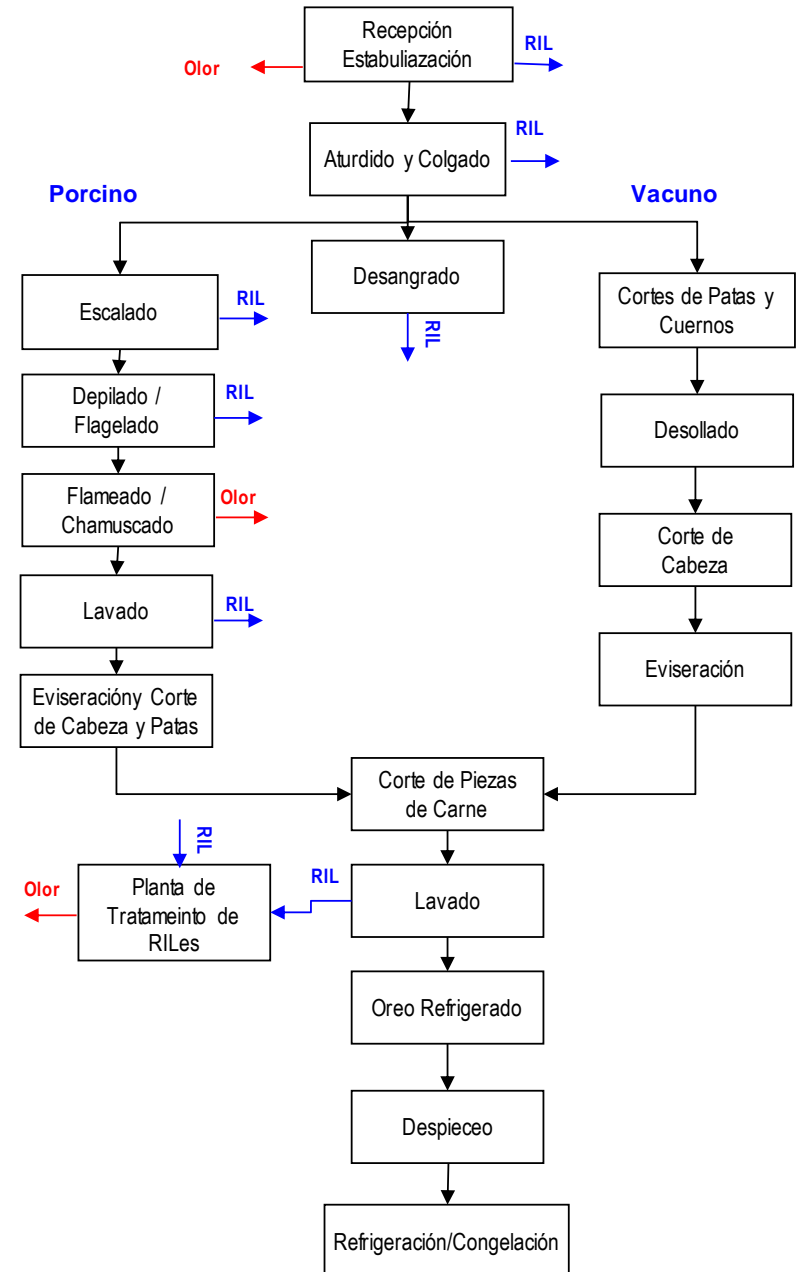 Recepción
Estabuliazación
RIL
Olor
RIL
Aturdido y Colgado
Porcino
Vacuno
Desangrado
RIL
Escalado
RIL
Cortes de Patas y
Cuernos
Depilado /
Flagelado
RIL
Desollado
Flameado /
Chamuscado
Olor
Corte de
Cabeza
Lavado
RIL
Eviseración
Eviseracióny Corte
de Cabeza y Patas
Corte de Piezas
de Carne
RIL
Planta de
Tratameinto de
RILes
Olor
RIL
Lavado
Oreo Refrigerado
Despieceo
Refrigeración/Congelación